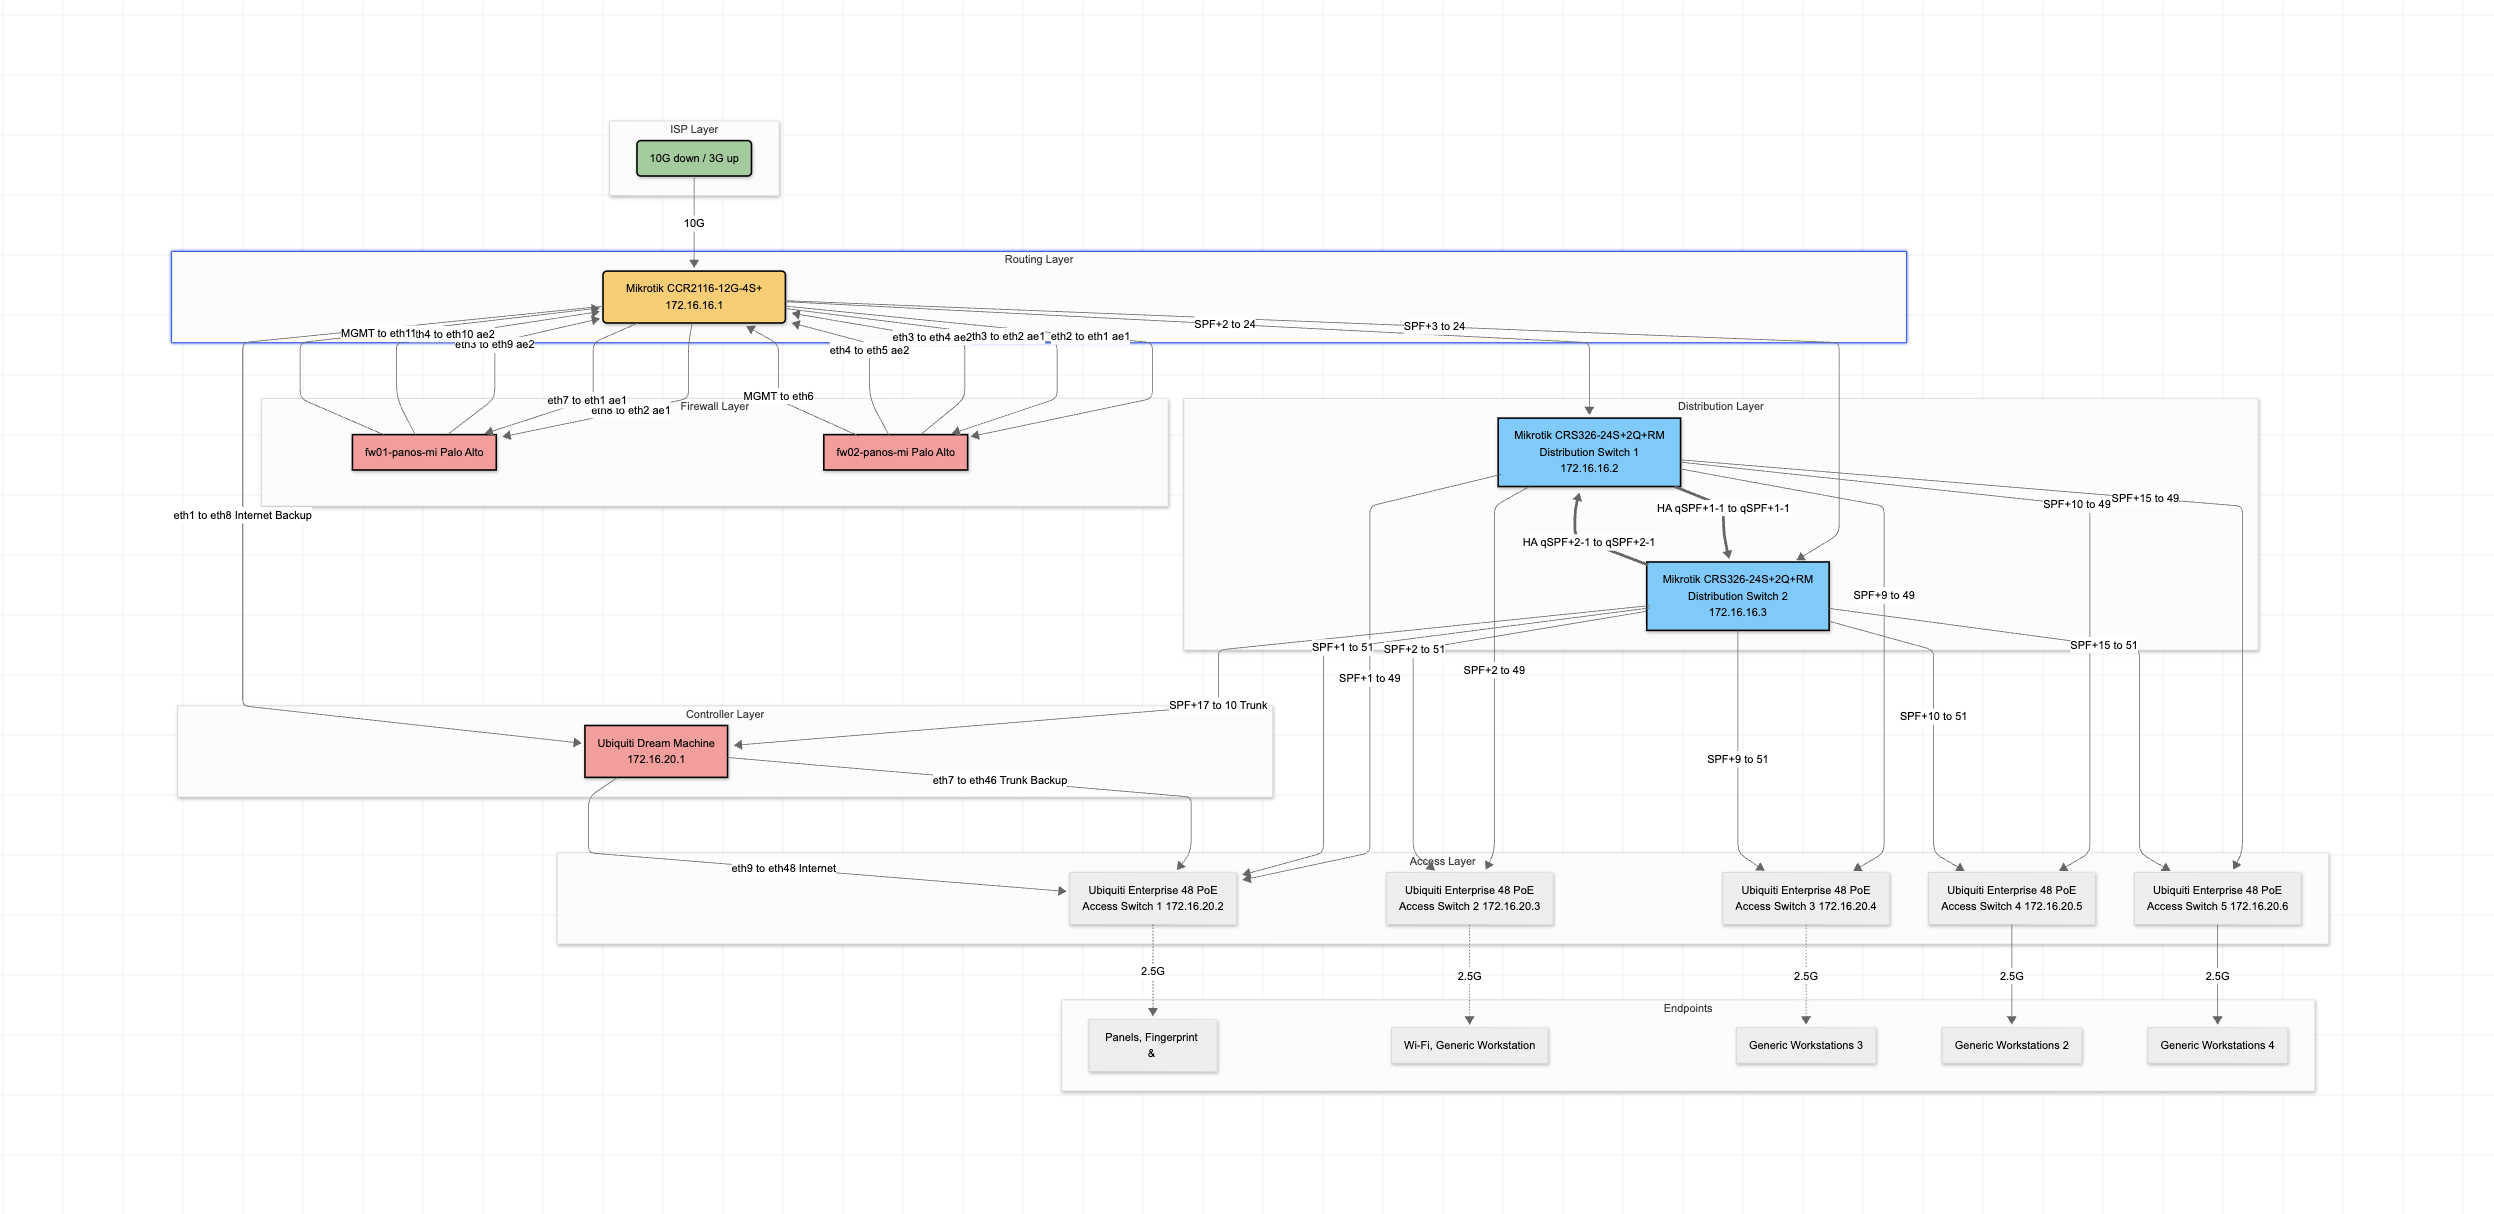 ISP Layer
10G down / 3G up
10G
Routing Layer
Mikrotik CCR2116-12G-4S+
172.16.16.1
MGMT to eth11
th4 to eth10 ae2
eth3 to eth9 ae2
eth3 to eth4 ae2
th3 to eth2 ae1
eth2 to eth1 ae1
eth4 to eth5 ae2
SPF+2 to 24
SPF+3 to 24
eth7 to eth1 ae1
eth8 to eth2 ae1
MGMT to eth6
Firewall Layer
fw01-panos-mi Palo Alto
fw02-panos-mi Palo Alto
Distribution Layer
Mikrotik CRS326-24S+2Q+RM
Distribution Switch 1
172.16.16.2
HA qSPF+1-1 to qSPF+1-1
HA qSPF+2-1 to qSPF+2-1
SPF+10 to 49
SPF+15 to 49
eth1 to eth8 Internet Backup
Mikrotik CRS326-24S+2Q+RM
Distribution Switch 2
172.16.16.3
SPF+9 to 49
SPF+1 to 51
SPF+2 to 51
SPF+15 to 51
SPF+1 to 49
SPF+2 to 49
SPF+17 to 10 Trunk
SPF+10 to 51
SPF+9 to 51
Controller Layer
Ubiquiti Dream Machine
172.16.20.1
eth7 to eth46 Trunk Backup
eth9 to eth48 Internet
Access Layer
Ubiquiti Enterprise 48 PoE
Access Switch 1 172.16.20.2
Ubiquiti Enterprise 48 PoE
Access Switch 2 172.16.20.3
Ubiquiti Enterprise 48 PoE
Access Switch 3 172.16.20.4
Ubiquiti Enterprise 48 PoE
Access Switch 4 172.16.20.5
Ubiquiti Enterprise 48 PoE
Access Switch 5 172.16.20.6
2.5G
2.5G
2.5G
2.5G
2.5G
Endpoints
Panels, Fingerprint
&
Wi-Fi, Generic Workstation
Generic Workstations 3
Generic Workstations 2
Generic Workstations 4